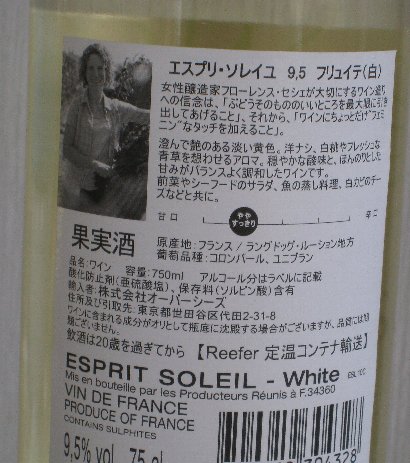 エスプリ・ソレイユ 9,5 フリュイテ(白)
女性醸造家フローレンス・セシェが大切にするワイン造り
への信念は、「ぶどうそのもののいいところを最大限に引き
出してあげること」、それから、「ワインにちょっとだけ“フェミ
ニン”なタッチを加えること」。
澄んで艶のある淡い黄色、洋ナシ、白桃やフレッシュな
青草を想わせるアロマ。穏やかな酸味と、ほんのりとした
甘みがバランスよく調和したワインです。
前菜やシーフードのサラダ、魚の蒸し料理、白カビのチー
ズなどと共に。
甘口 やや すっきり 辛口
果実酒
原産地:フランス / ラングドック・ルーション地方
葡萄品種:コロンバール、ユニブラン
品名:ワイン 容量:750ml アルコール分はラベルに記載
酸化防止剤(亜硫酸塩)、保存料(ソルビン酸)含有
輸入者:株式会社オーバーシーズ
住所及び引取先:東京都世田谷区代田2-31-8
ワインに含まれる成分がオリとして瓶底に沈殿する場合がございますが、品質には問
題ございません。
飲酒は20歳を過ぎてから 【Reefer 定温コンテナ輸送】
ESPRIT SOLEIL - White
Mis en bouteille par les Producteurs Réunis à F.34360
VIN DE FRANCE
PRODUCE OF FRANCE
CONTAINS SULPHITES
9,5% vol 75 cl